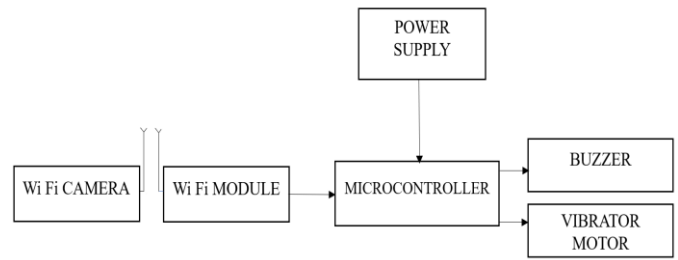 POWER
SUPPLY
Wi Fi CAMERA
Wi Fi MODULE
MICROCONTROLLER
BUZZER
VIBRATOR
MOTOR